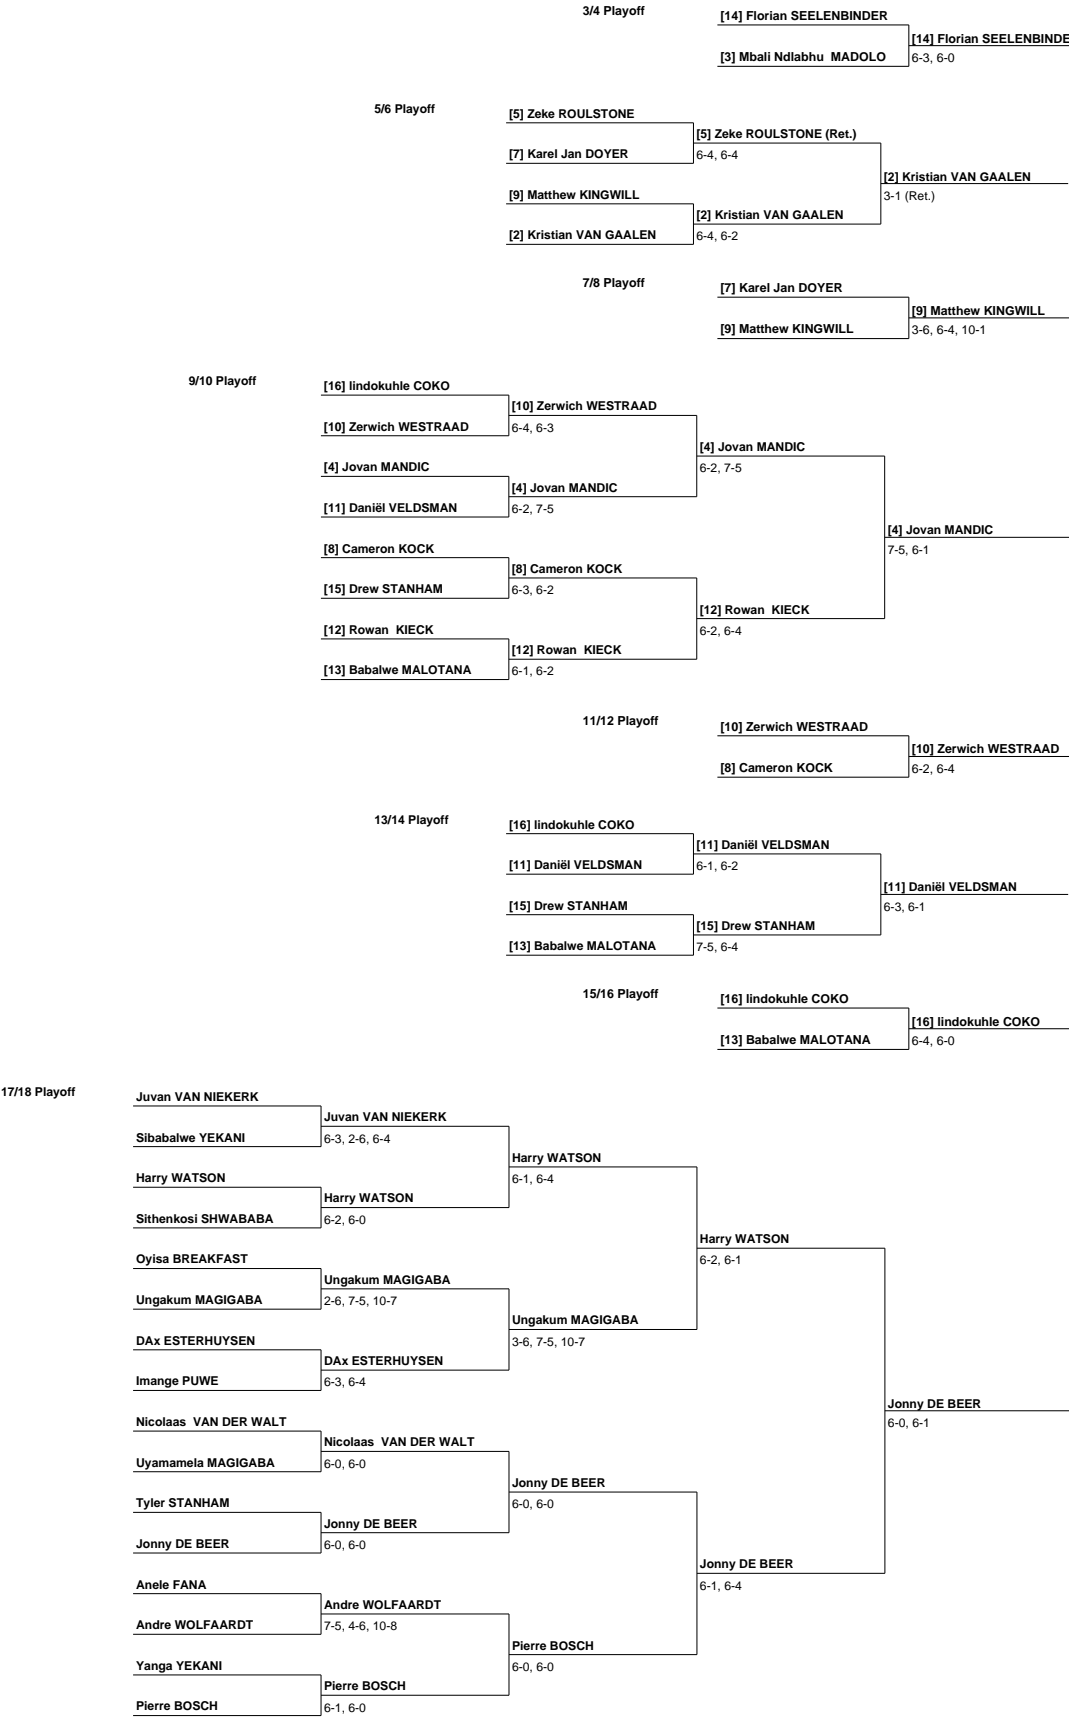 3/4 Playoff
[14] Florian SEELENBINDER
[14] Florian SEELENBINDE
[3] Mbali Ndlabhu  MADOLO
6-3, 6-0
5/6 Playoff
[5] Zeke ROULSTONE
[5] Zeke ROULSTONE (Ret.)
[7] Karel Jan DOYER
6-4, 6-4
[2] Kristian VAN GAALEN
3-1 (Ret.)
[9] Matthew KINGWILL
[2] Kristian VAN GAALEN
[2] Kristian VAN GAALEN
6-4, 6-2
7/8 Playoff
[7] Karel Jan DOYER
[9] Matthew KINGWILL
[9] Matthew KINGWILL
3-6, 6-4, 10-1
9/10 Playoff
[16] Iindokuhle COKO
[10] Zerwich WESTRAAD
[10] Zerwich WESTRAAD
6-4, 6-3
[4] Jovan MANDIC
6-2, 7-5
[4] Jovan MANDIC
[4] Jovan MANDIC
[11] Daniël VELDSMAN
6-2, 7-5
[4] Jovan MANDIC
7-5, 6-1
[8] Cameron KOCK
[8] Cameron KOCK
[15] Drew STANHAM
6-3, 6-2
[12] Rowan  KIECK
6-2, 6-4
[12] Rowan  KIECK
[12] Rowan  KIECK
[13] Babalwe MALOTANA
6-1, 6-2
11/12 Playoff
[10] Zerwich WESTRAAD
[10] Zerwich WESTRAAD
[8] Cameron KOCK
6-2, 6-4
13/14 Playoff
[16] Iindokuhle COKO
[11] Daniël VELDSMAN
[11] Daniël VELDSMAN
6-1, 6-2
[11] Daniël VELDSMAN
6-3, 6-1
[15] Drew STANHAM
[15] Drew STANHAM
[13] Babalwe MALOTANA
7-5, 6-4
15/16 Playoff
[16] Iindokuhle COKO
[16] Iindokuhle COKO
[13] Babalwe MALOTANA
6-4, 6-0
17/18 Playoff
Juvan VAN NIEKERK
Juvan VAN NIEKERK
Sibabalwe YEKANI
6-3, 2-6, 6-4
Harry WATSON
6-1, 6-4
Harry WATSON
Harry WATSON
Sithenkosi SHWABABA
6-2, 6-0
Harry WATSON
6-2, 6-1
Oyisa BREAKFAST
Ungakum MAGIGABA
Ungakum MAGIGABA
2-6, 7-5, 10-7
Ungakum MAGIGABA
3-6, 7-5, 10-7
DAx ESTERHUYSEN
DAx ESTERHUYSEN
Imange PUWE
6-3, 6-4
Jonny DE BEER
6-0, 6-1
Nicolaas  VAN DER WALT
Nicolaas  VAN DER WALT
Uyamamela MAGIGABA
6-0, 6-0
Jonny DE BEER
6-0, 6-0
Tyler STANHAM
Jonny DE BEER
Jonny DE BEER
6-0, 6-0
Jonny DE BEER
6-1, 6-4
Anele FANA
Andre WOLFAARDT
Andre WOLFAARDT
7-5, 4-6, 10-8
Pierre BOSCH
6-0, 6-0
Yanga YEKANI
Pierre BOSCH
Pierre BOSCH
6-1, 6-0